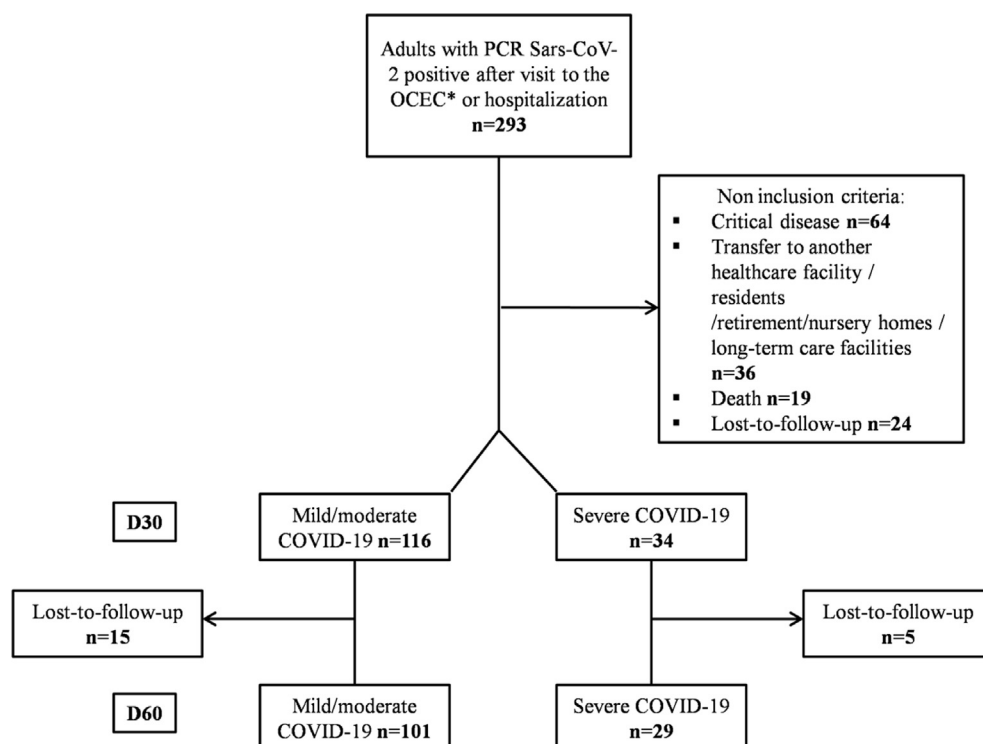 Adults with PCR Sars-CoV-
2 positive after visit to the
OCEC* or hospitalization
n=293
Non inclusion criteria:
▪ Critical disease n=64
▪ Transfer to another
healthcare facility /
residents
/retirement/nursery homes /
long-term care facilities
n=36
▪ Death n=19
▪ Lost-to-follow-up n=24
D30
Mild/moderate
COVID-19 n=116
Severe COVID-19
n=34
Lost-to-follow-up
n=15
Lost-to-follow-up
n=5
D60
Mild/moderate
COVID-19 n=101
Severe COVID-19
n=29